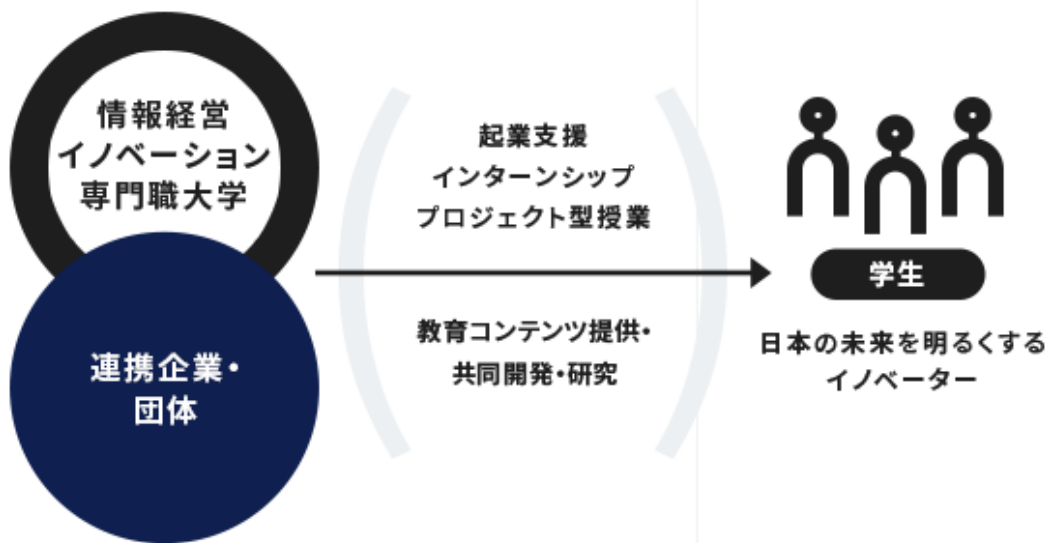 情報経営
イノベーション
専門職大学
連携企業・
団体
起業支援
インターンシップ
プロジェクト型授業
教育コンテンツ提供・
共同開発・研究
学生
日本の未来を明るくする
イノベーター